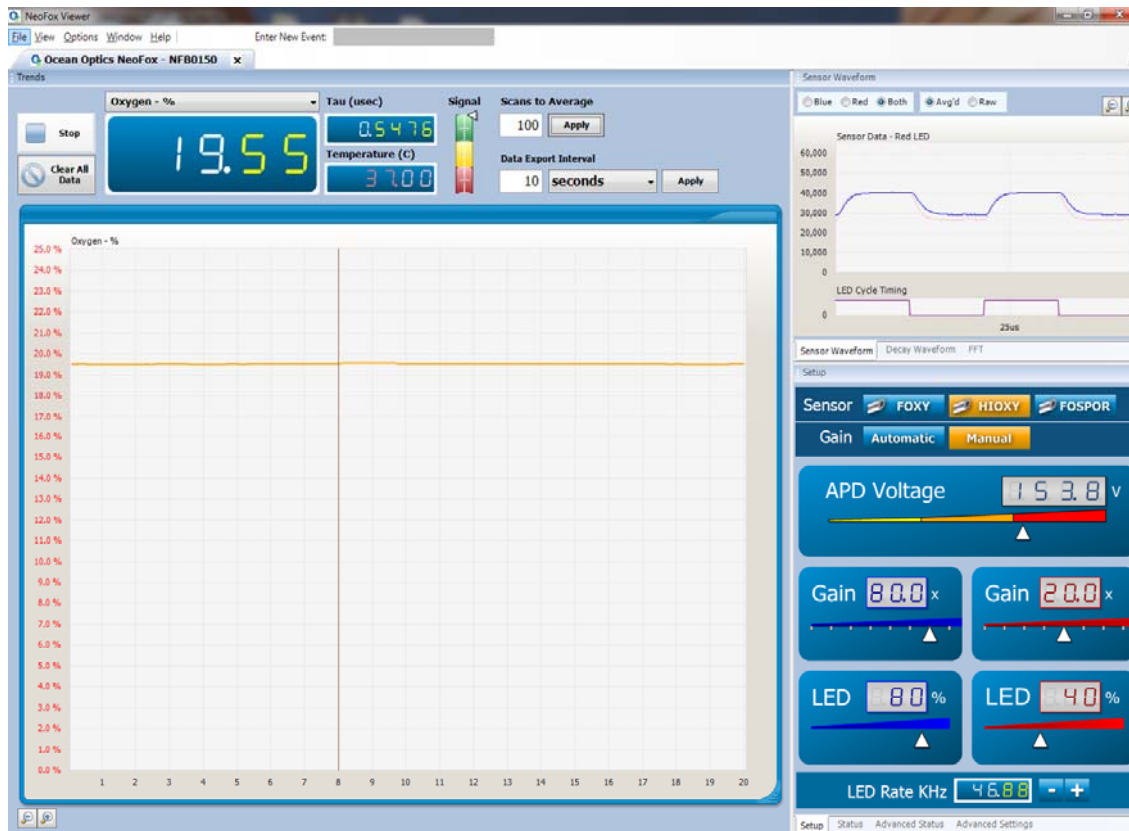 NeoFox Viewer
File View Options Window Help Enter New Event:
Ocean Optics NeoFox - NFB0150 x
Trends
Oxygen - % Tau (usec) Signal Scans to Average
Stop 19.55 0.5476 100 Apply
Temperature (C) Data Export Interval
Clear All Data 37.00 10 seconds Apply
Oxygen - %
25.0 %
24.0 %
23.0 %
22.0 %
21.0 %
20.0 %
19.0 %
18.0 %
17.0 %
16.0 %
15.0 %
14.0 %
13.0 %
12.0 %
11.0 %
10.0 %
9.0 %
8.0 %
7.0 %
6.0 %
5.0 %
4.0 %
3.0 %
2.0 %
1.0 %
0.0 %
1 2 3 4 5 6 7 8 9 10 11 12 13 14 15 16 17 18 19 20
Sensor Waveform
Blue Red Both Avg'd Raw
Sensor Data - Red LED
60,000
50,000
40,000
30,000
20,000
10,000
0
LED Cycle Timing
0
25us
Sensor Waveform Decay Waveform FFT
Setup
Sensor FOXY HIOXY FOSPOR
Gain Automatic Manual
APD Voltage 153.8 V
Gain 80.0 x Gain 20.0 x
LED 80 % LED 40 %
LED Rate KHz 46.88 - +
Setup Status Advanced Status Advanced Settings